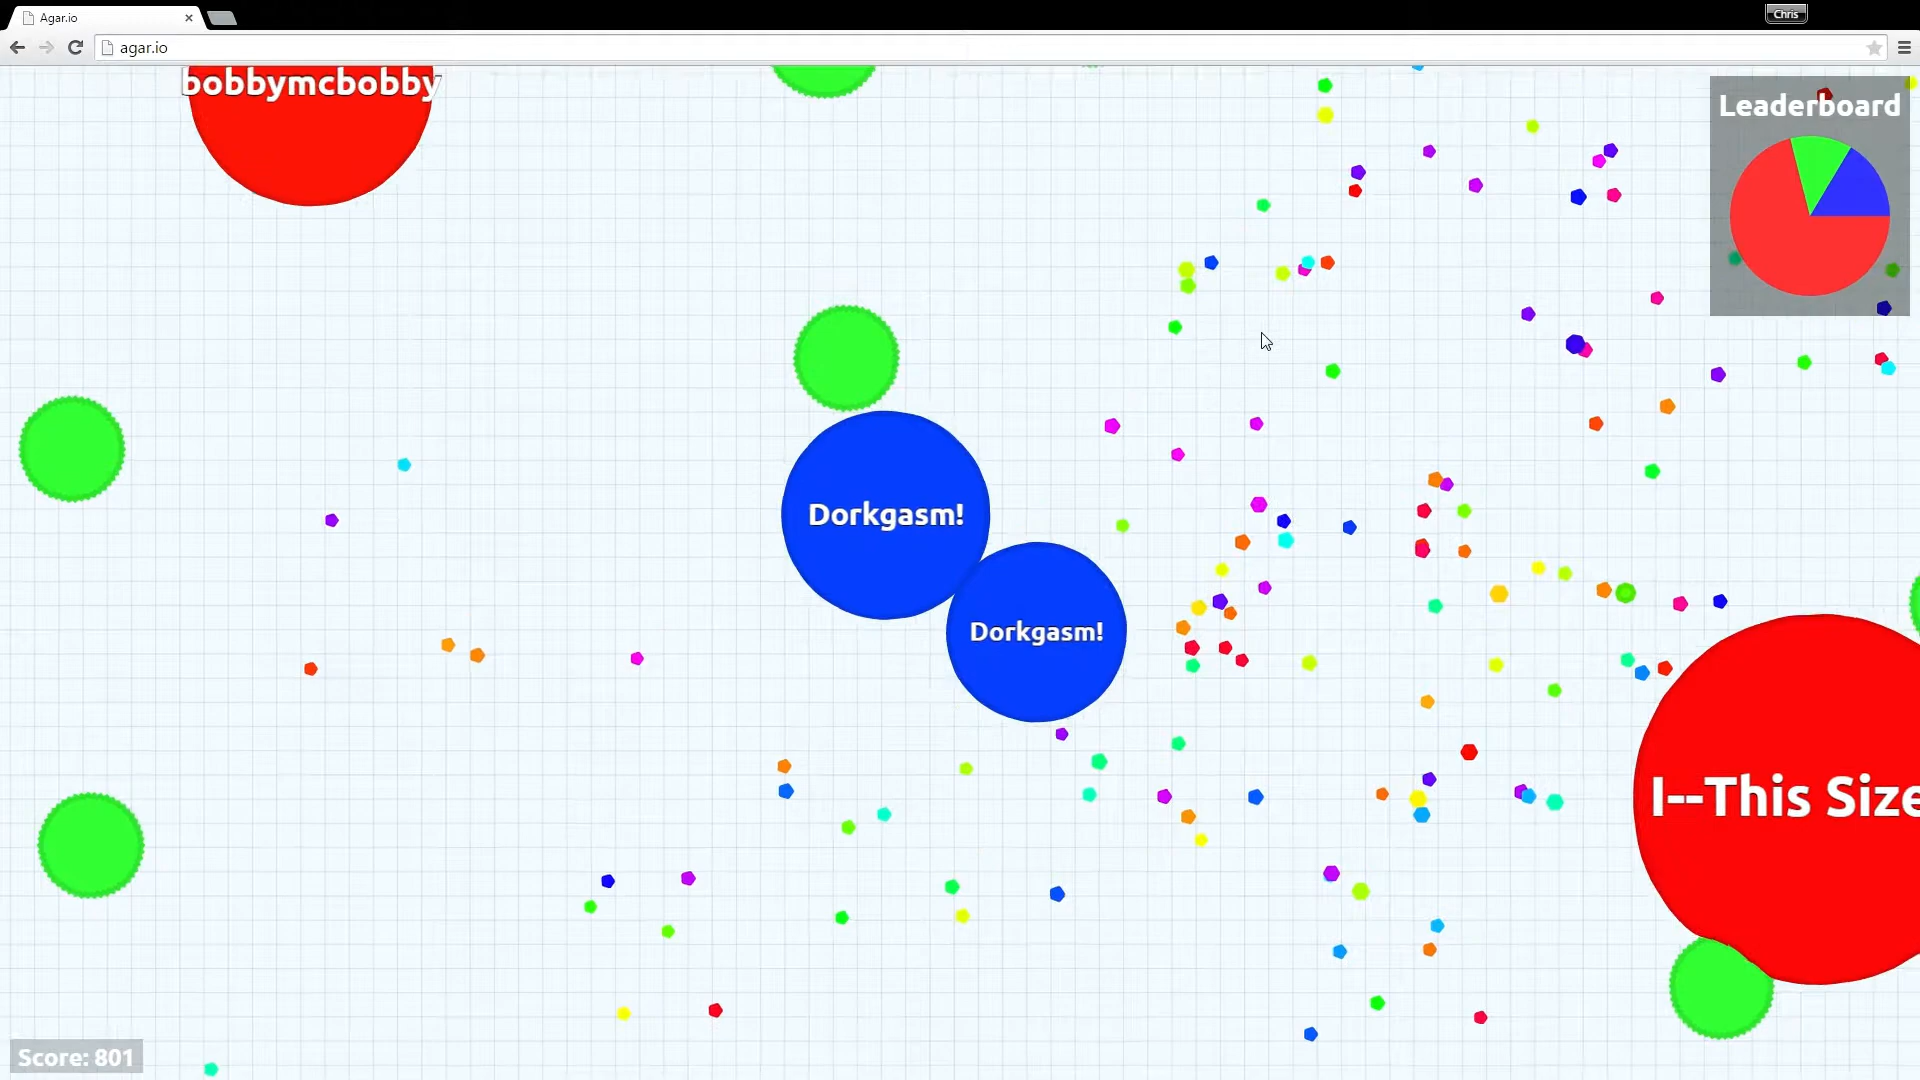 Agar.io
Chris
agar.io
bobbymcbobby
Leaderboard
Dorkgasm!
Dorkgasm!
I--This Size
Score: 801